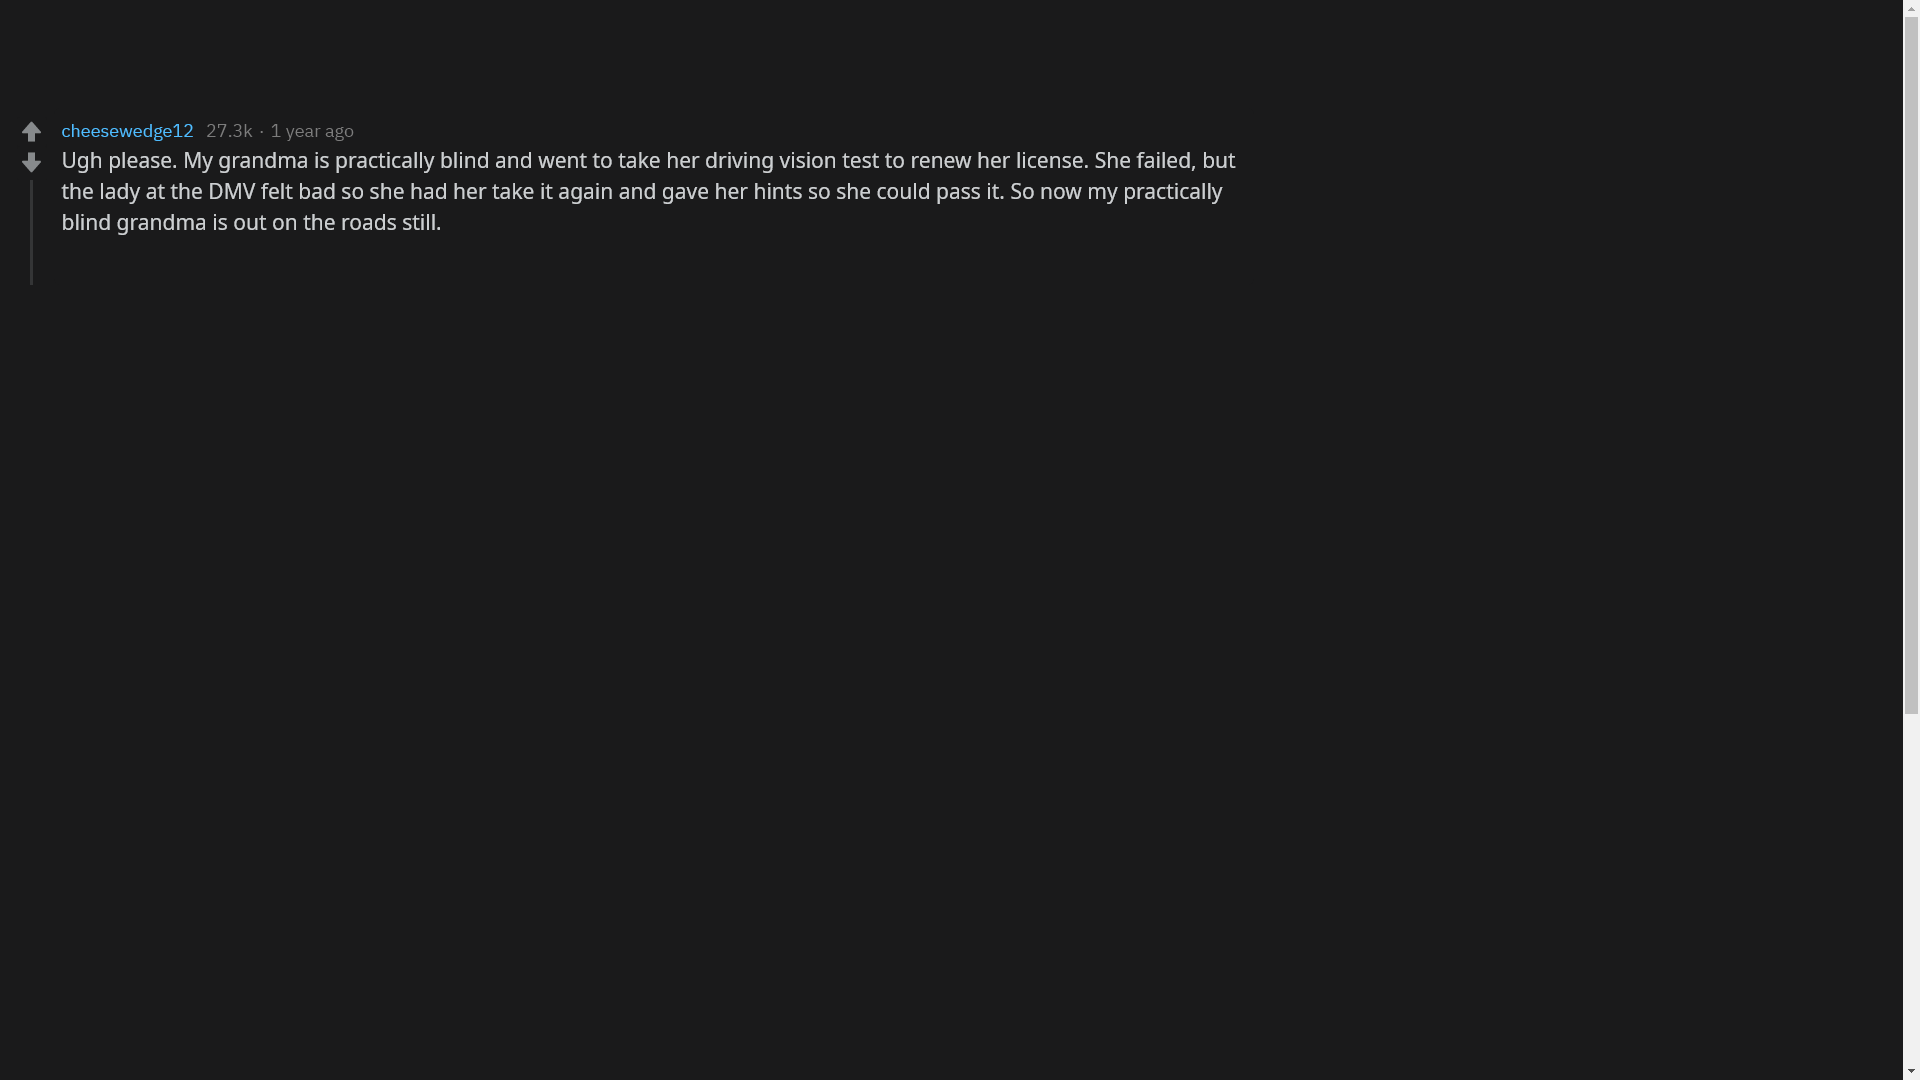 cheesewedge12 27.3k · 1 year ago
Ugh please. My grandma is practically blind and went to take her driving vision test to renew her license. She failed, but
the lady at the DMV felt bad so she had her take it again and gave her hints so she could pass it. So now my practically
blind grandma is out on the roads still.